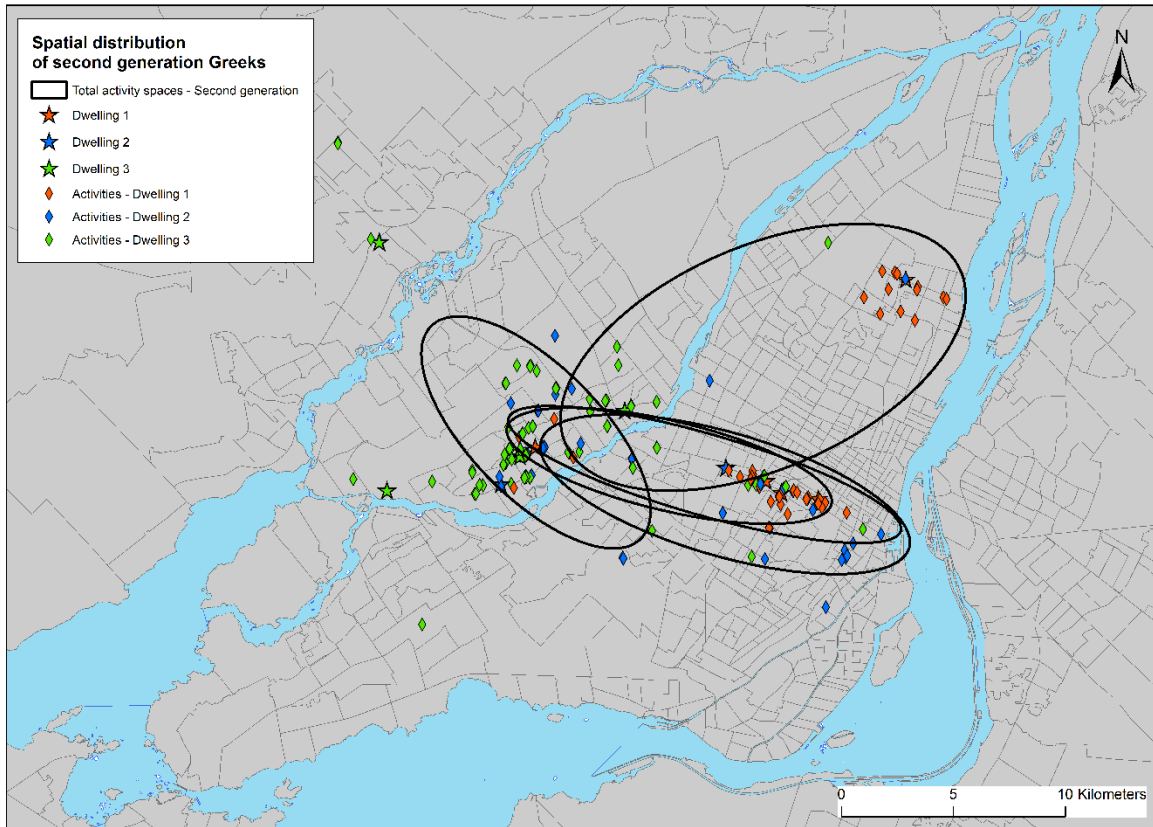 Spatial distribution
of second generation Greeks
Total activity spaces - Second generation
Dwelling 1
Dwelling 2
Dwelling 3
Activities - Dwelling 1
Activities - Dwelling 2
Activities - Dwelling 3
N
0 5 10 Kilometers